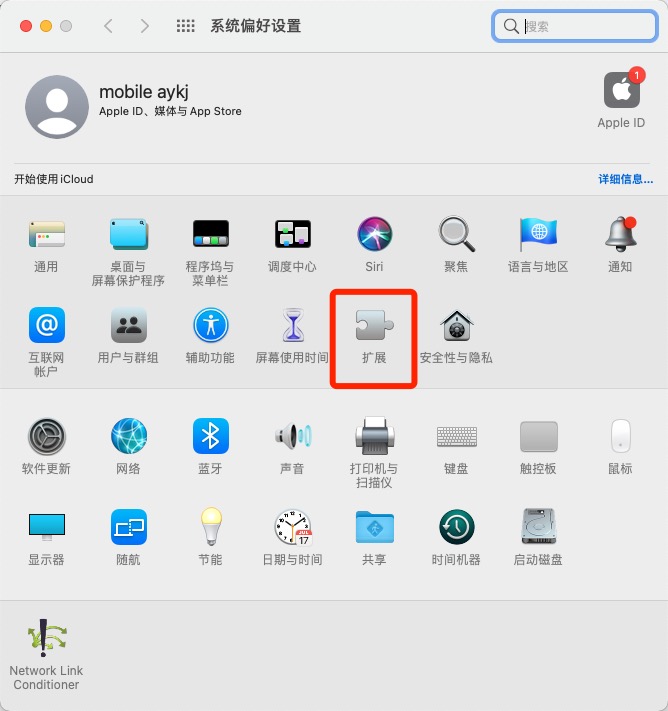 系统偏好设置
搜索
mobile aykj
Apple ID、媒体与 App Store
1
Apple ID
开始使用 iCloud
详细信息...
通用
桌面与
屏幕保护程序
程序坞与
菜单栏
调度中心
Siri
聚焦
语言与地区
通知
@
互联网
帐户
用户与群组
辅助功能
屏幕使用时间
扩展
安全性与隐私
软件更新
网络
蓝牙
声音
打印机与
扫描仪
键盘
触控板
鼠标
显示器
随航
节能
JUL
17
日期与时间
共享
时间机器
启动磁盘
Network Link
Conditioner